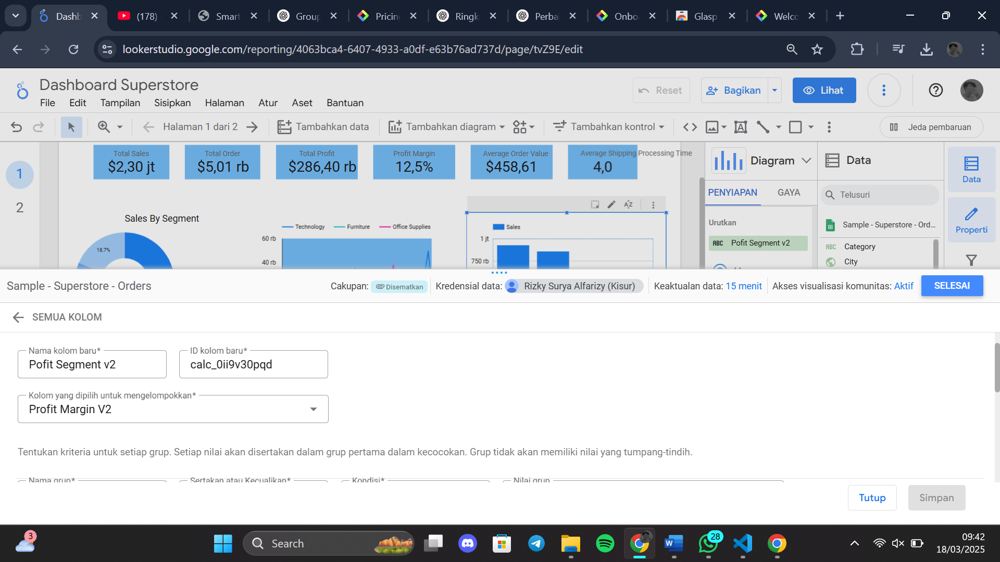 Dashb
(178)
Smart
Group
Pricin
Ringk
Perbai
Onbo
Glasp
Welco
lookerstudio.google.com/reporting/4063bca4-6407-4933-a0df-e63b76ad737d/page/tvZ9E/edit
Dashboard Superstore
File Edit Tampilan Sisipkan Halaman Atur Aset Bantuan
Reset
Bagikan
Lihat
Halaman 1 dari 2
Tambahkan data
Tambahkan diagram
Tambahkan kontrol
Jeda pembaruan
1
2
Total Sales
$2,30 jt
Total Order
$5,01 rb
Total Profit
$286,40 rb
Profit Margin
12,5%
Average Order Value
$458,61
Average Shipping Processing Time
4,0
Sales By Segment
18,7%
Technology Furniture Office Supplies
60 rb
40 rb
Sales
1 jt
750 rb
Diagram
PENYIAPAN GAYA
Urutkan
ABC Pofit Segment v2
Data
Telusuri
Sample - Superstore - Ord...
ABC Category
City
Data
Properti
Sample - Superstore - Orders
Cakupan: Disematkan
Kredensial data: Rizky Surya Alfarizy (Kisur)
Keaktualan data: 15 menit
Akses visualisasi komunitas: Aktif
SELESAI
SEMUA KOLOM
Nama kolom baru*
Pofit Segment v2
ID kolom baru*
calc_0ii9v30pqd
Kolom yang dipilih untuk mengelompokkan*
Profit Margin V2
Tentukan kriteria untuk setiap grup. Setiap nilai akan disertakan dalam grup pertama dalam kecocokan. Grup tidak akan memiliki nilai yang tumpang-tindih.
Nama grup*
Sertakan atau Kecualikan*
Kondisi*
Nilai grup
Tutup
Simpan
3
Search
28
09:42
18/03/2025